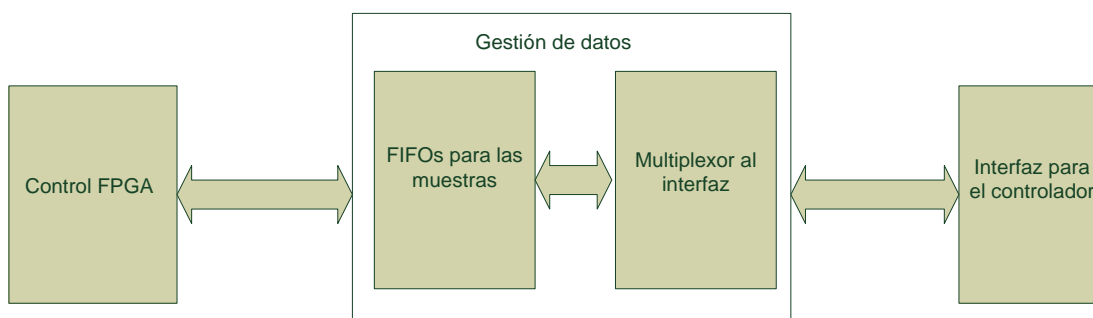 Gestión de datos
Control FPGA
FIFOs para las
muestras
Multiplexor al
interfaz
Interfaz para
el controlador